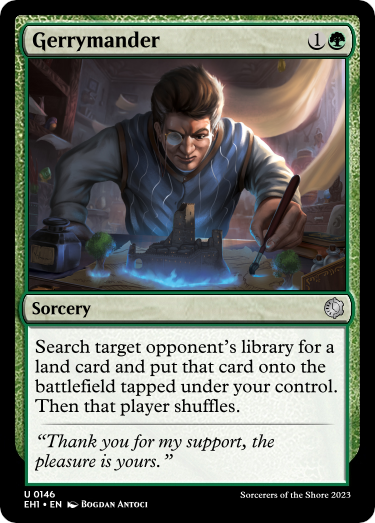 Gerrymander 1
Sorcery
Search target opponent's library for a
land card and put that card onto the
battlefield tapped under your control.
Then that player shuffles.
“Thank you for my support, the
pleasure is yours.”
U 0146
EH1 • EN Bogdan Antoci
Sorcerers of the Shore 2023